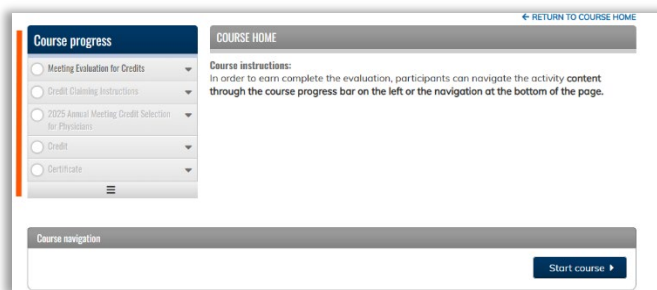 ← RETURN TO COURSE HOME
Course progress
Meeting Evaluation for Credits
Credit Claiming Instructions
2025 Annual Meeting Credit Selection
for Physicians
Credit
Certificate
COURSE HOME
Course instructions:
In order to earn complete the evaluation, participants can navigate the activity content
through the course progress bar on the left or the navigation at the bottom of the page.
Course navigation
Start course